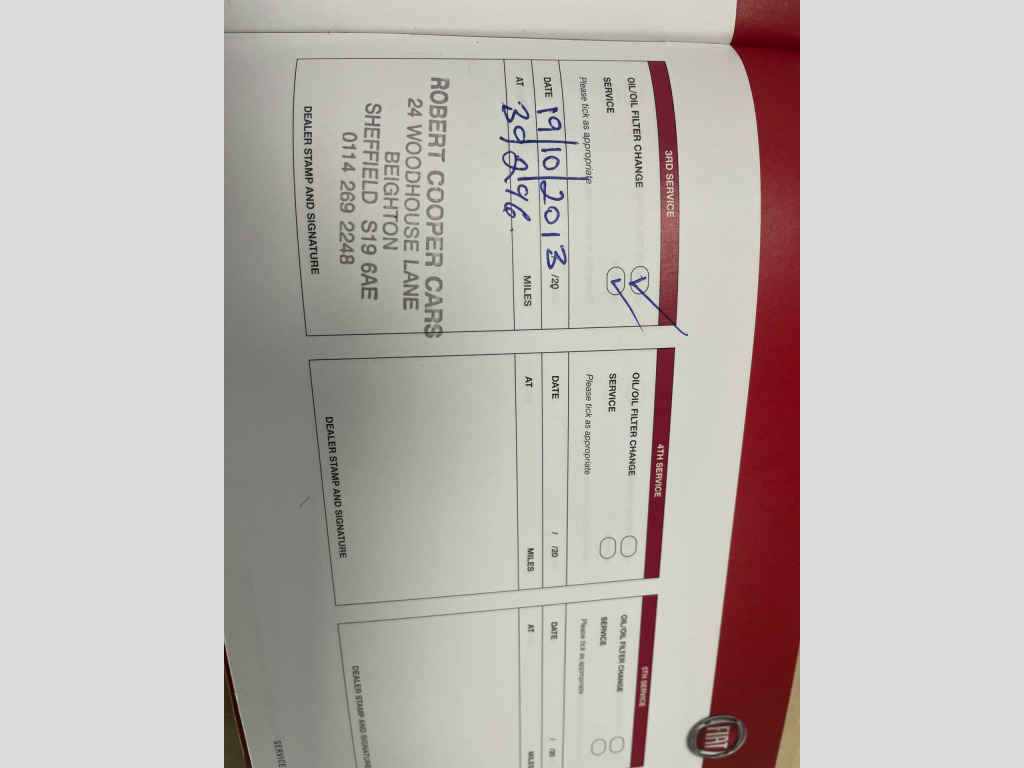 3RD SERVICE
OIL/OIL FILTER CHANGE
SERVICE
Please tick as appropriate
DATE 19/10/2013 /20
AT 39296 MILES
ROBERT COOPER CARS
24 WOODHOUSE LANE
BEIGHTON
SHEFFIELD S19 6AE
0114 269 2248
DEALER STAMP AND SIGNATURE
4TH SERVICE
OIL/OIL FILTER CHANGE
SERVICE
Please tick as appropriate
DATE / /20
AT MILES
DEALER STAMP AND SIGNATURE
5TH SERVICE
OIL/OIL FILTER CHANGE
SERVICE
Please tick as appropriate
DATE / /20
AT MILES
DEALER STAMP AND SIGNATURE
SERVICE
FIAT